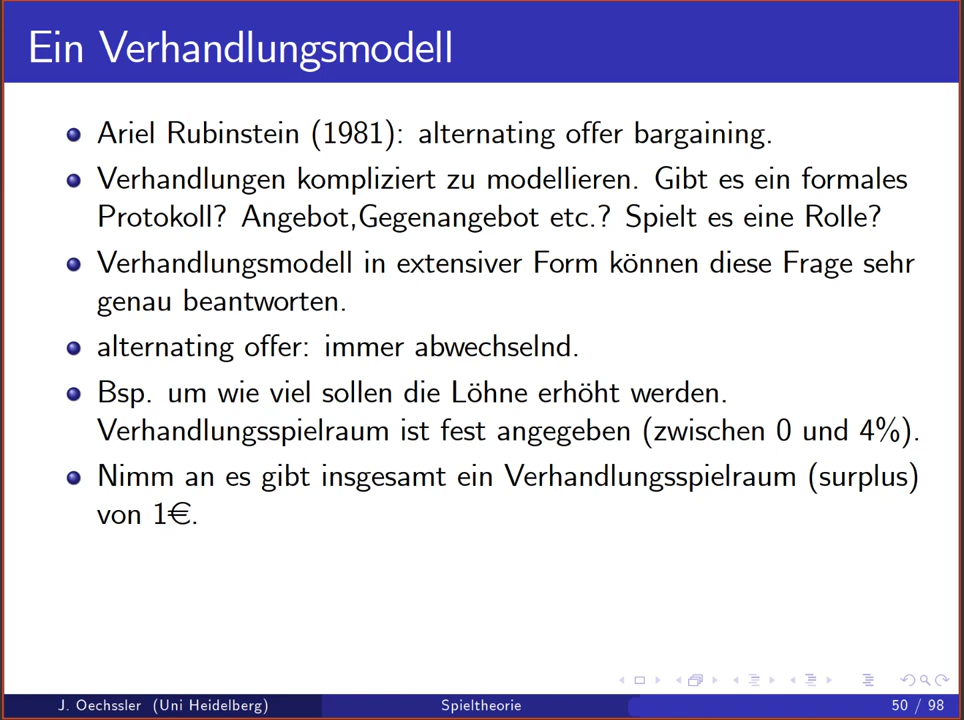 Ein Verhandlungsmodell
Ariel Rubinstein (1981): alternating offer bargaining.
Verhandlungen kompliziert zu modellieren. Gibt es ein formales
Protokoll? Angebot,Gegenangebot etc.? Spielt es eine Rolle?
Verhandlungsmodell in extensiver Form können diese Frage sehr
genau beantworten.
alternating offer: immer abwechselnd.
Bsp. um wie viel sollen die Löhne erhöht werden.
Verhandlungsspielraum ist fest angegeben (zwischen 0 und 4%).
Nimm an es gibt insgesamt ein Verhandlungsspielraum (surplus)
von 1€.
J. Oechssler (Uni Heidelberg) Spieltheorie 50 / 98